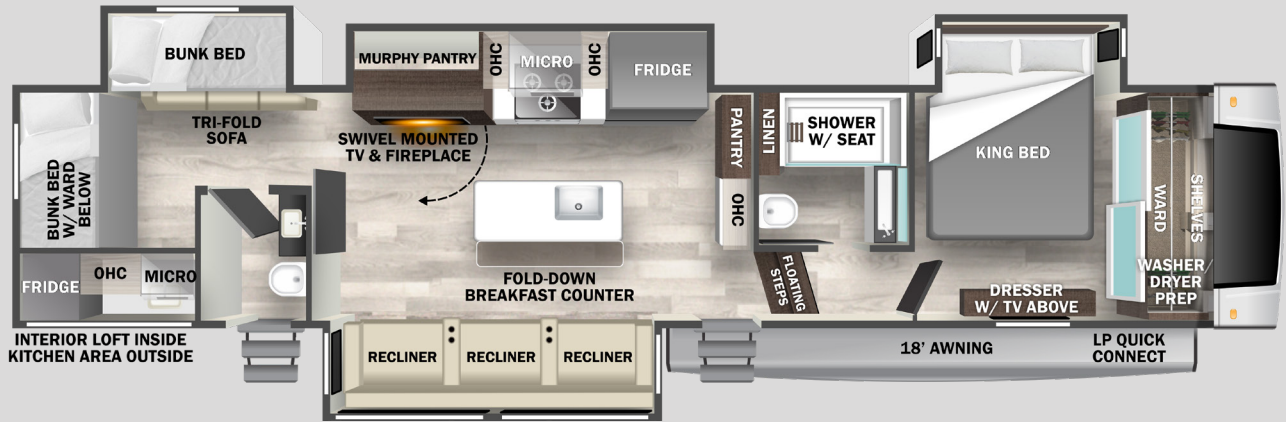 BUNK BED
TRI-FOLD
SOFA
BUNK BED
W/ WARD
BELOW
FRIDGE
OHC
MICRO
INTERIOR LOFT INSIDE
KITCHEN AREA OUTSIDE
MURPHY PANTRY
OHC
MICRO
OHC
FRIDGE
SWIVEL MOUNTED
TV & FIREPLACE
FOLD-DOWN
BREAKFAST COUNTER
RECLINER
RECLINER
RECLINER
PANTRY
OHC
LINEN
SHOWER
W/ SEAT
FLOATING
STEPS
KING BED
DRESSER
W/ TV ABOVE
WARD
SHELVES
WASHER/
DRYER
PREP
18' AWNING
LP QUICK
CONNECT